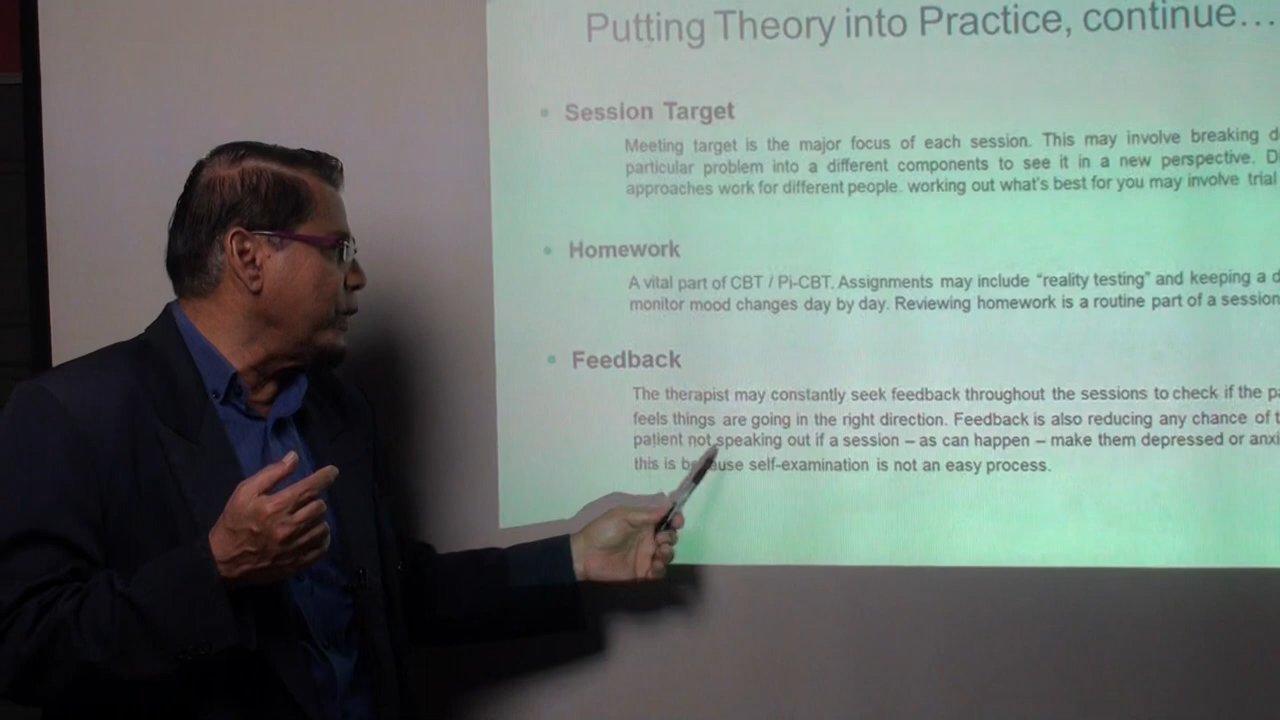 Putting Theory into Practice, continue…
• Session Target
Meeting target is the major focus of each session. This may involve breaking
particular problem into a different components to see it in a new perspective.
approaches work for different people. working out what's best for you may involve trial
• Homework
A vital part of CBT / Pi-CBT. Assignments may include “reality testing” and keeping a
monitor mood changes day by day. Reviewing homework is a routine part of a session
• Feedback
The therapist may constantly seek feedback throughout the sessions to check if the
feels things are going in the right direction. Feedback is also reducing any chance of
patient not speaking out if a session – as can happen – make them depressed or
this is self-examination is not an easy process.